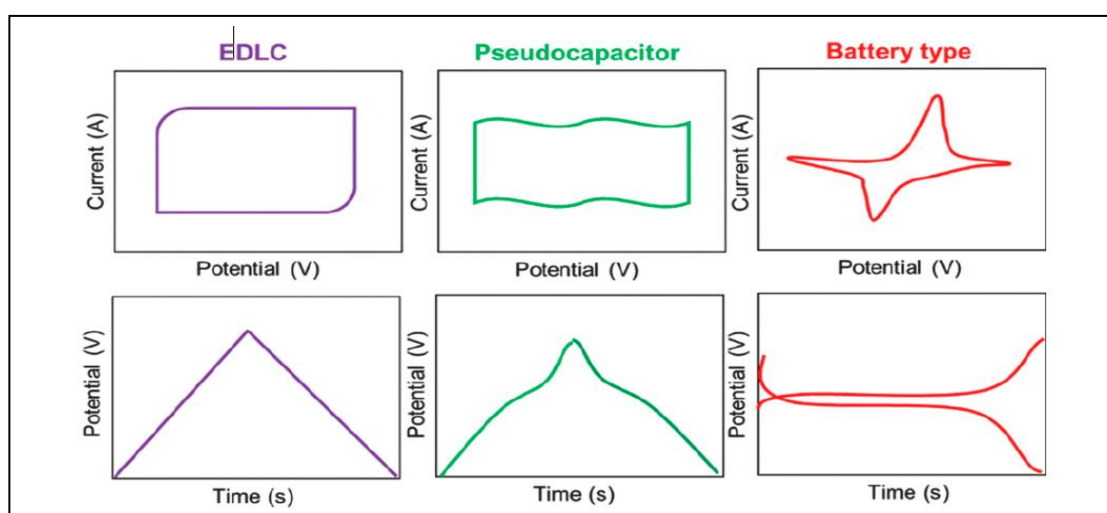 EDLC
Pseudocapacitor
Battery type
Current (A)
Potential (V)
Current (A)
Potential (V)
Current (A)
Potential (V)
Potential (V)
Time (s)
Potential (V)
Time (s)
Potential (V)
Time (s)